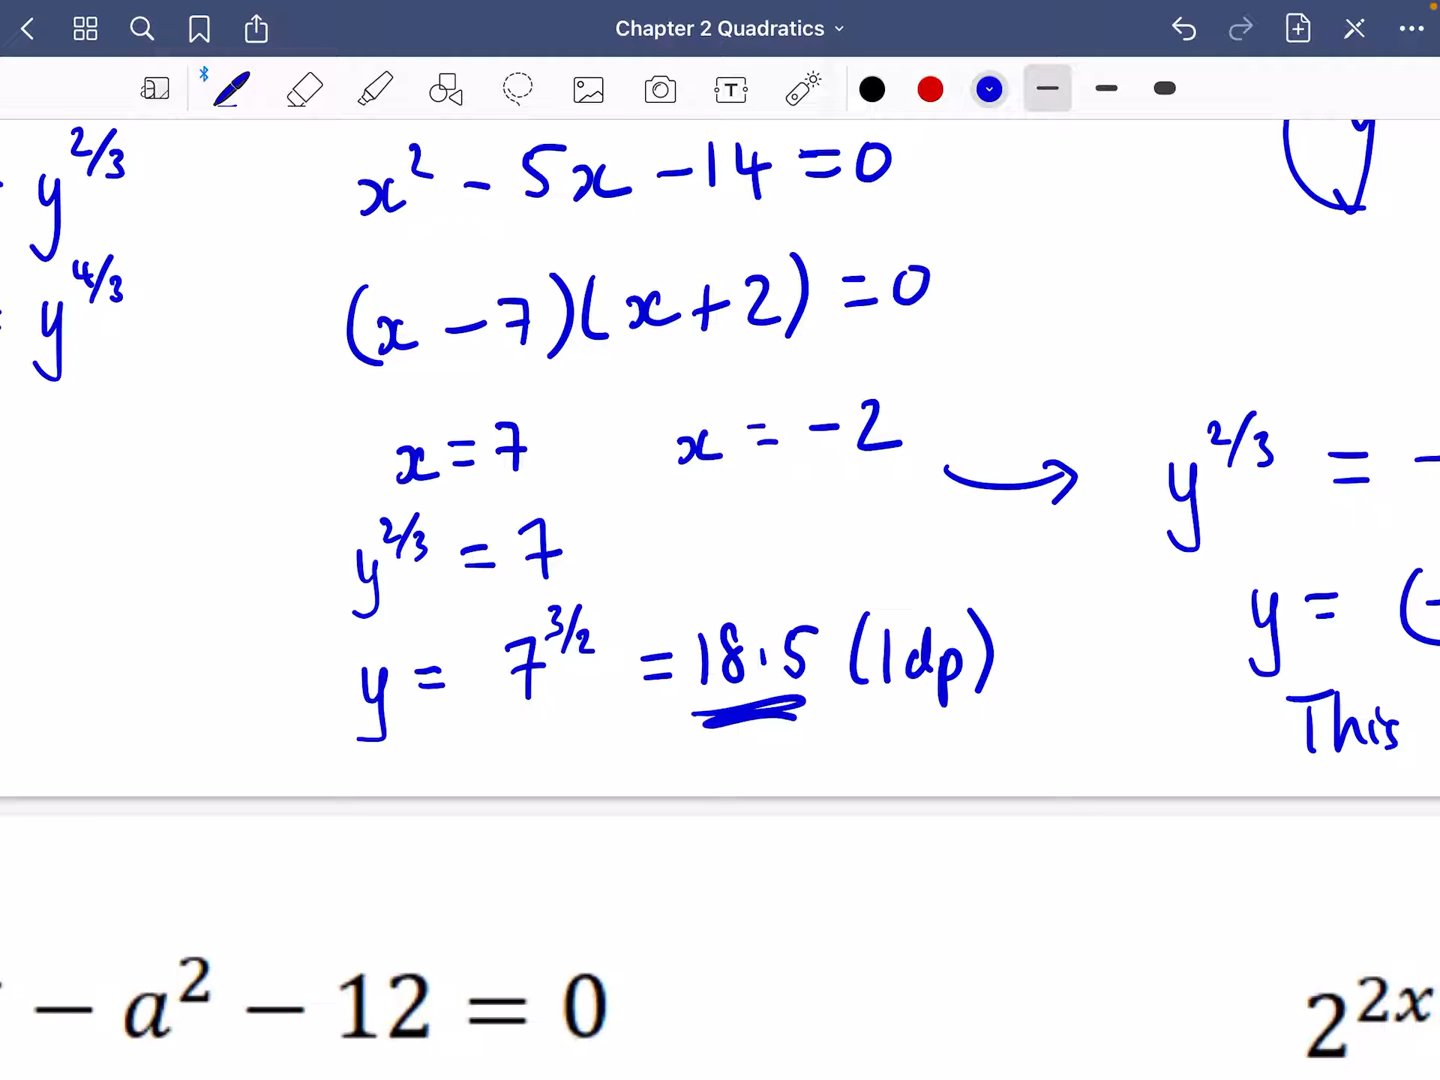 Chapter 2 Quadratics
y^{2/3}
y^{4/3}
x² - 5x - 14 = 0
(x - 7)(x + 2) = 0
x = 7
x = -2
y^{2/3} = 7
y = 7^{3/2} = 18.5 (1dp)
y^{2/3} = -
y = (-
This
- a² - 12 = 0
2^{2x}